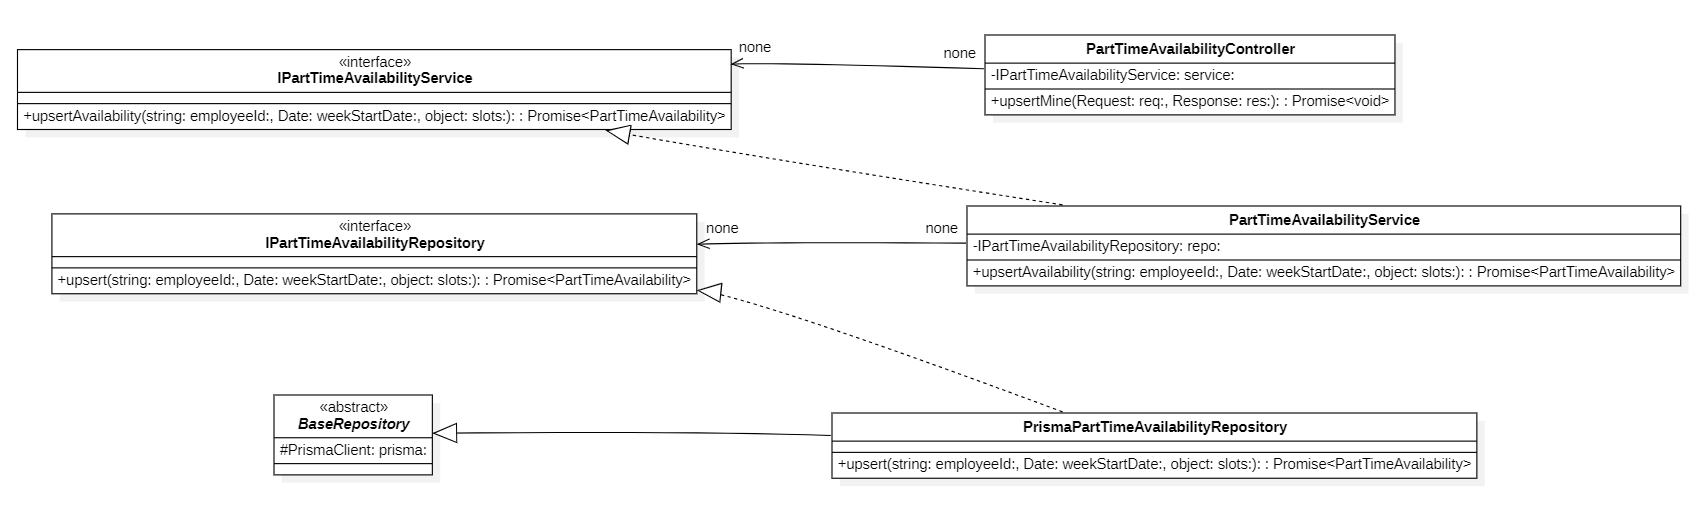 «interface»
IPartTimeAvailabilityService
+upsertAvailability(string: employeeId:, Date: weekStartDate:, object: slots:): : Promise<PartTimeAvailability>
none
none
PartTimeAvailabilityController
-IPartTimeAvailabilityService: service:
+upsertMine(Request: req:, Response: res:): : Promise<void>
«interface»
IPartTimeAvailabilityRepository
+upsert(string: employeeId:, Date: weekStartDate:, object: slots:): : Promise<PartTimeAvailability>
none
none
PartTimeAvailabilityService
-IPartTimeAvailabilityRepository: repo:
+upsertAvailability(string: employeeId:, Date: weekStartDate:, object: slots:): : Promise<PartTimeAvailability>
«abstract»
BaseRepository
#PrismaClient: prisma:
PrismaPartTimeAvailabilityRepository
+upsert(string: employeeId:, Date: weekStartDate:, object: slots:): : Promise<PartTimeAvailability>